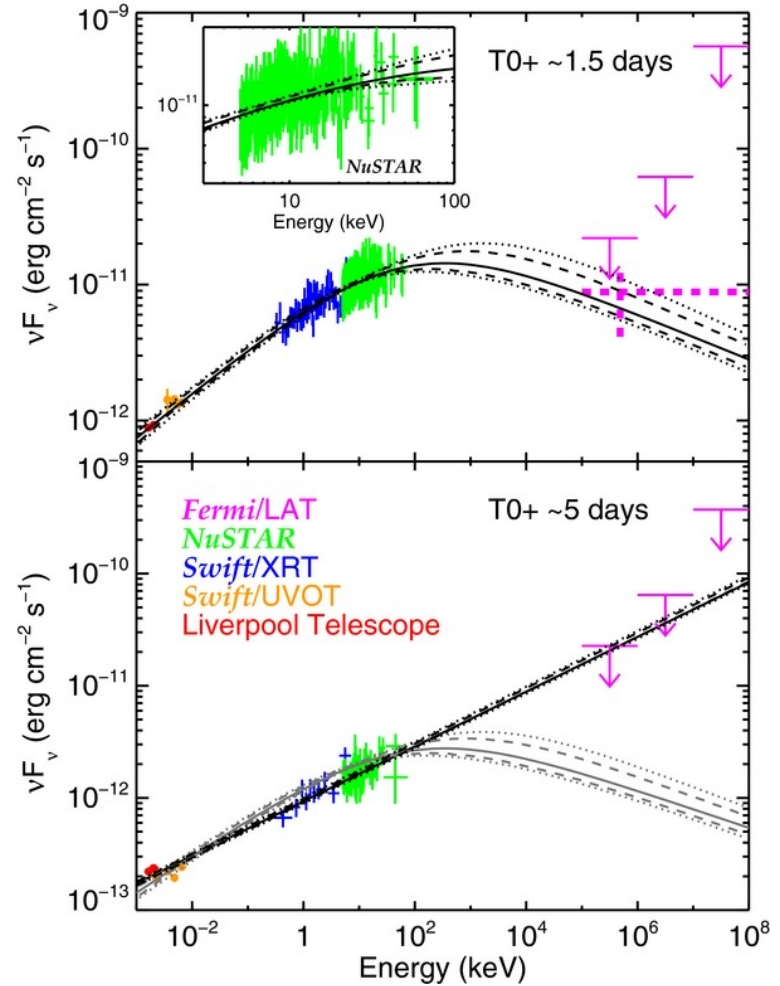 10⁻⁹
T0+ ~1.5 days
10⁻¹¹
NuSTAR
10
100
Energy (keV)
10⁻¹⁰
10⁻¹¹
10⁻¹²
νFᵥ (erg cm⁻² s⁻¹)
10⁻⁹
T0+ ~5 days
Fermi/LAT
NuSTAR
Swift/XRT
Swift/UVOT
Liverpool Telescope
10⁻¹⁰
10⁻¹¹
10⁻¹²
10⁻¹³
νFᵥ (erg cm⁻² s⁻¹)
10⁻² 1 10² 10⁴ 10⁶ 10⁸
Energy (keV)